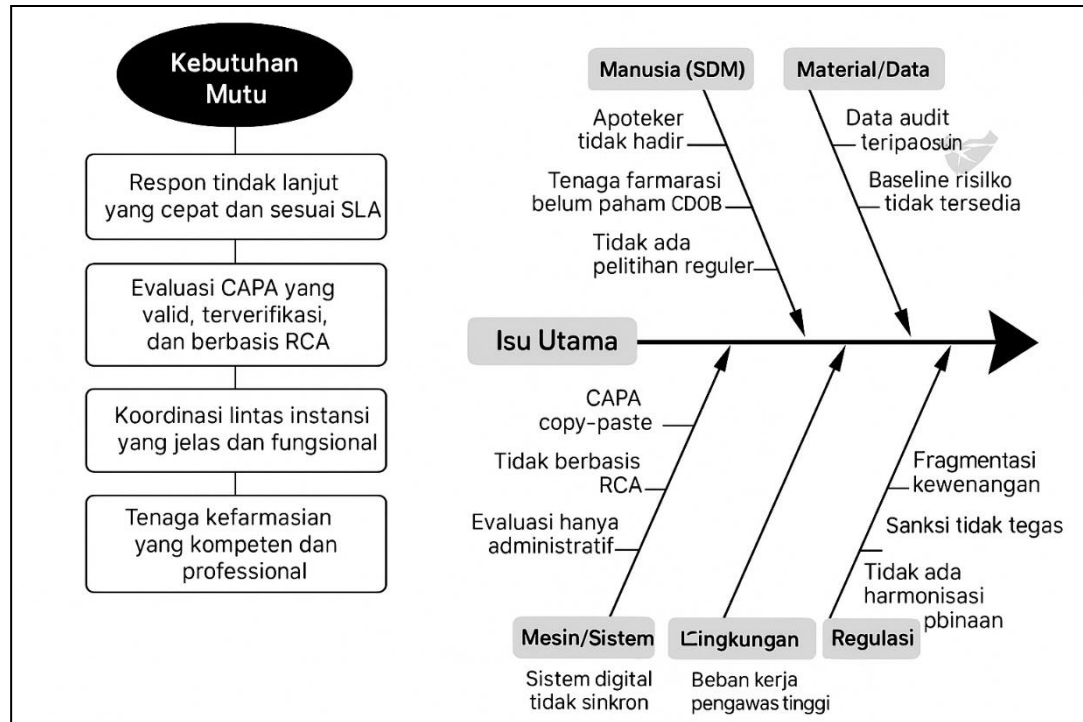 Kebutuhan
Mutu
Respon tindak lanjut
yang cepat dan sesuai SLA
Evaluasi CAPA yang
valid, terverifikasi,
dan berbasis RCA
Koordinasi lintas instansi
yang jelas dan fungsional
Tenaga kefarmasian
yang kompeten dan
professional
Manusia (SDM)
Material/Data
Apoteker
tidak hadir
Tenaga farmarasi
belum paham CDOB
Tidak ada
pelitihan reguler
Data audit
teripaosun
Baseline risilko
tidak tersedia
Isu Utama
CAPA
copy-paste
Tidak berbasis
RCA
Evaluasi hanya
administratif
Fragmentasi
kewenangan
Sanksi tidak tegas
Tidak ada
harmonisasi
pbinaan
Mesin/Sistem
Lingkungan
Regulasi
Sistem digital
tidak sinkron
Beban kerja
pengawas tinggi